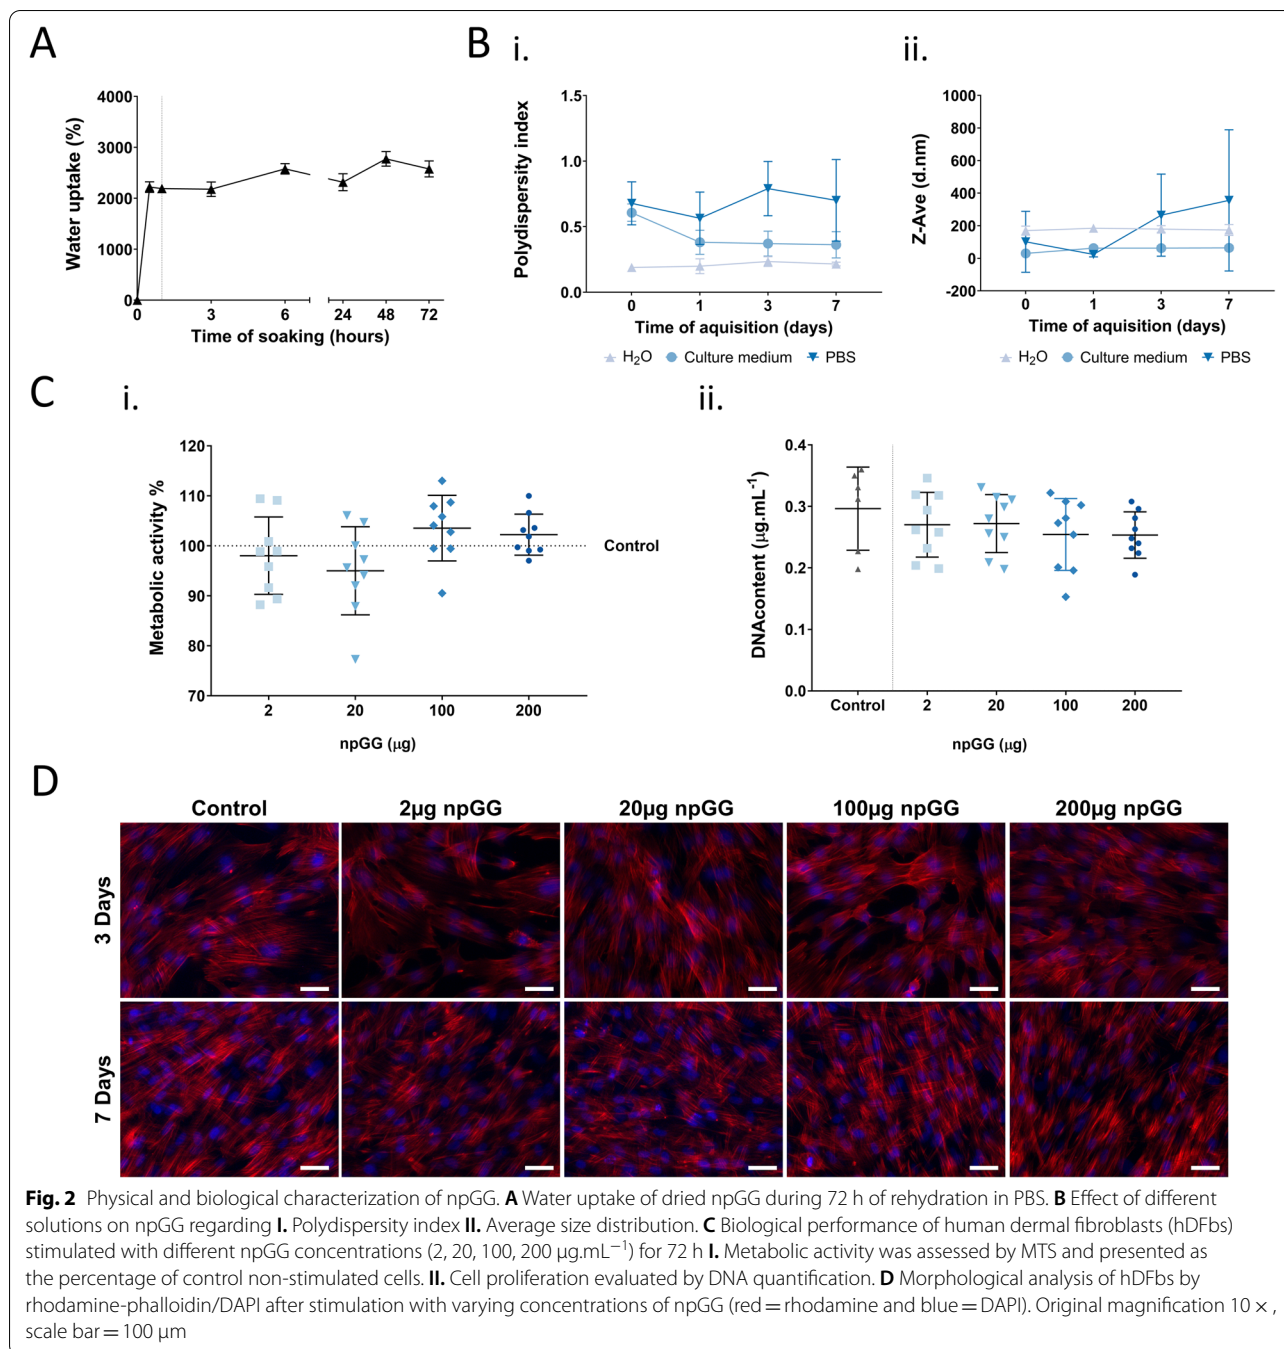 A
B
i.
ii.
Water uptake (%)
4000
3000
2000
1000
0
0
3
6
24
48
72
Time of soaking (hours)
Polydispersity index
1.5
1.0
0.5
0.0
0
1
3
7
Time of aquisition (days)
H₂O
Culture medium
PBS
Z-Ave (d.nm)
1000
800
600
400
200
0
-200
0
1
3
7
Time of aquisition (days)
H₂O
Culture medium
PBS
C
i.
ii.
Metabolic activity %
120
110
100
90
80
70
Control
2
20
100
200
npGG (µg)
DNAcontent (µg.mL⁻¹)
0.4
0.3
0.2
0.1
0.0
Control
2
20
100
200
npGG (µg)
D
Control
2µg npGG
20µg npGG
100µg npGG
200µg npGG
3 Days
7 Days
Fig. 2 Physical and biological characterization of npGG. A Water uptake of dried npGG during 72 h of rehydration in PBS. B Effect of different
solutions on npGG regarding I. Polydispersity index II. Average size distribution. C Biological performance of human dermal fibroblasts (hDFbs)
stimulated with different npGG concentrations (2, 20, 100, 200 µg.mL⁻¹) for 72 h I. Metabolic activity was assessed by MTS and presented as
the percentage of control non-stimulated cells. II. Cell proliferation evaluated by DNA quantification. D Morphological analysis of hDFbs by
rhodamine-phalloidin/DAPI after stimulation with varying concentrations of npGG (red = rhodamine and blue = DAPI). Original magnification 10 × ,
scale bar = 100 µm